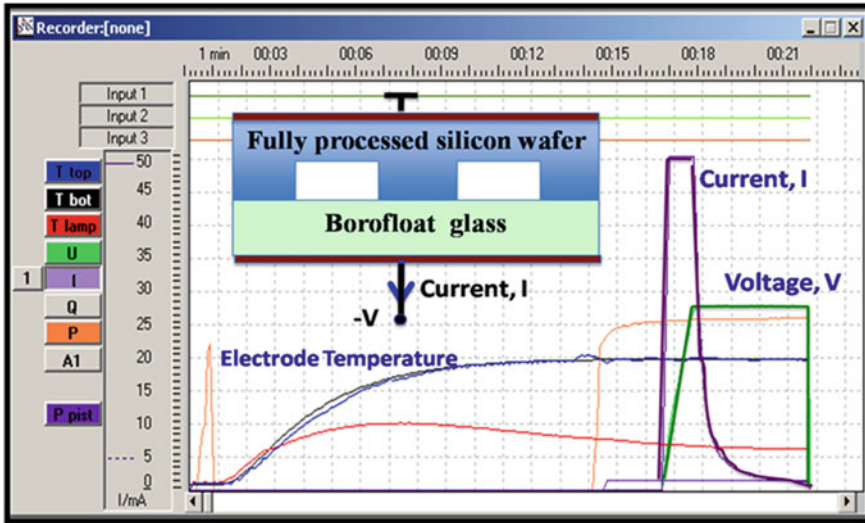 Recorder:[none]
1 min 00:03 00:06 00:09 00:12 00:15 00:18 00:21
Input 1
Input 2
Input 3
T top
T bot
T lamp
U
1 I
Q
P
A1
P pist
50
45
40
35
30
25
20
15
10
5
0
I/mA
Fully processed silicon wafer
Borofloat glass
Current, I
-V
Current, I
Voltage, V
Electrode Temperature